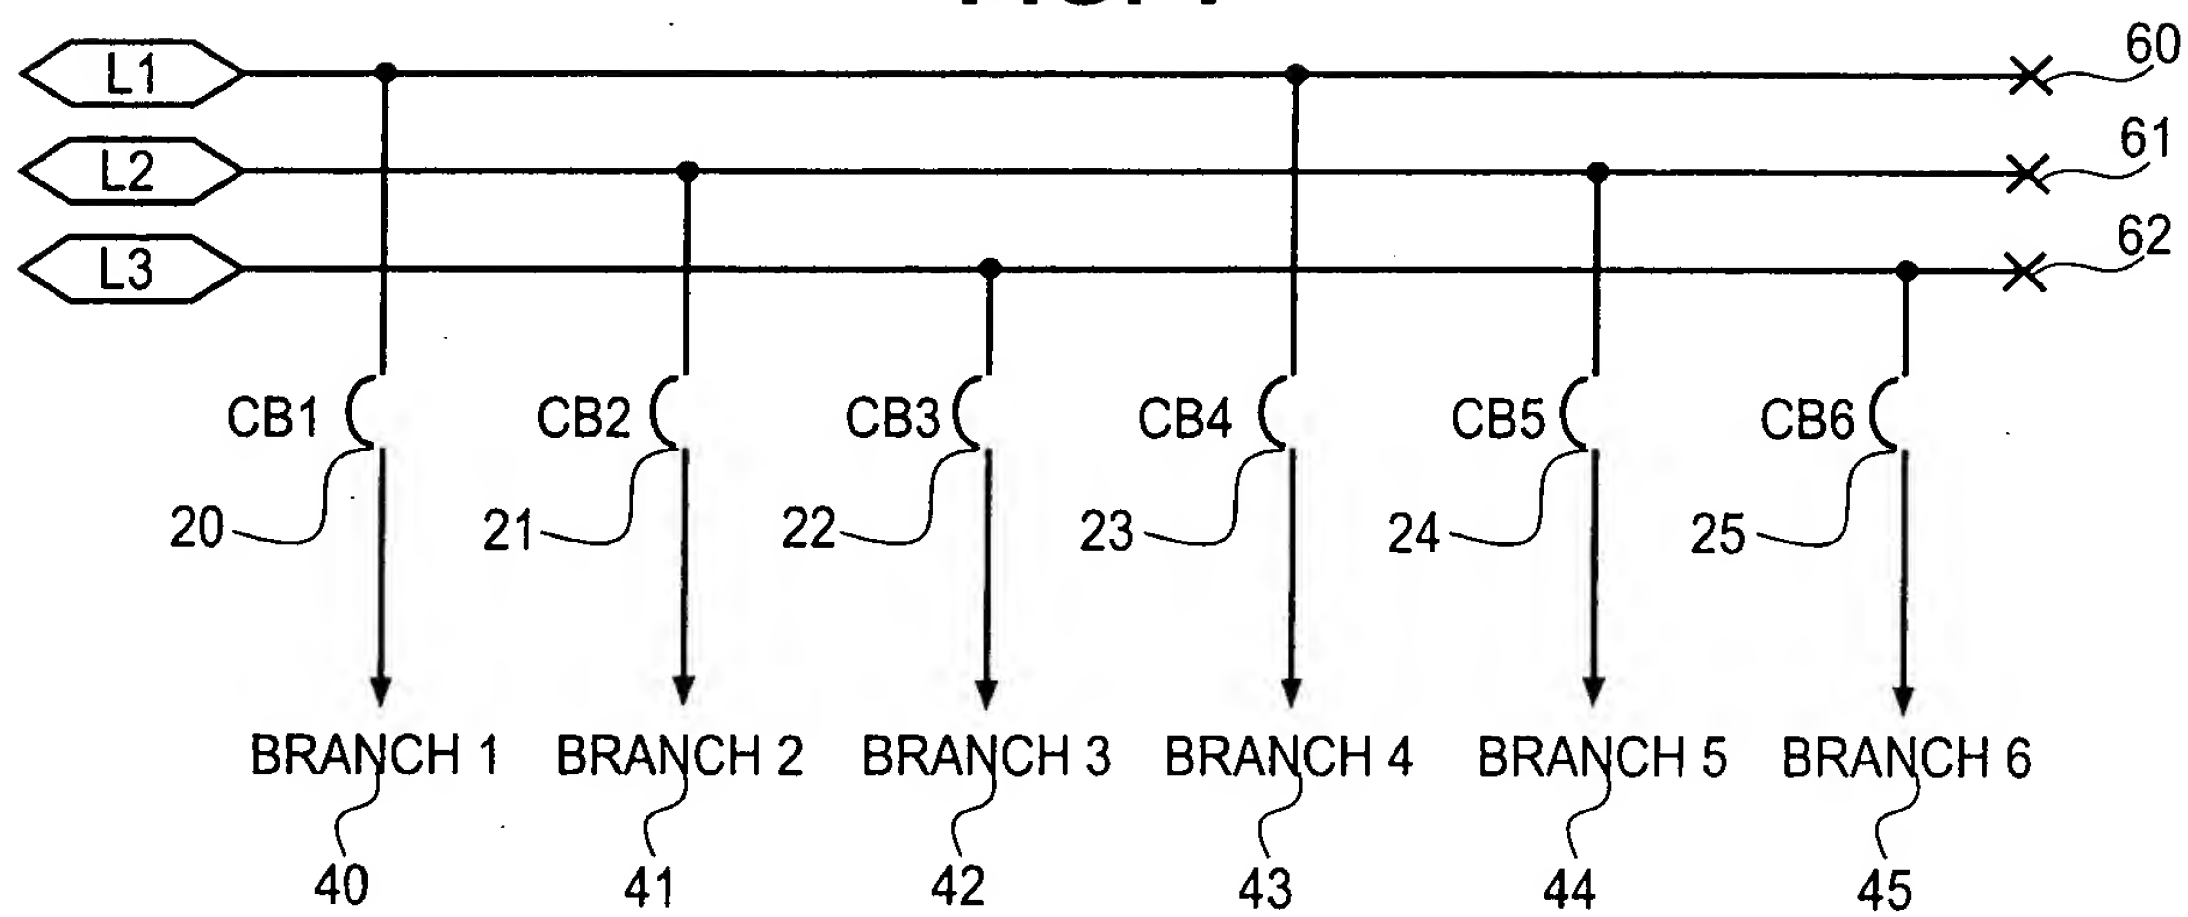 L1
60
L2
61
L3
62
CB1 CB2 CB3 CB4 CB5 CB6
20 21 22 23 24 25
BRANCH 1 BRANCH 2 BRANCH 3 BRANCH 4 BRANCH 5 BRANCH 6
40 41 42 43 44 45